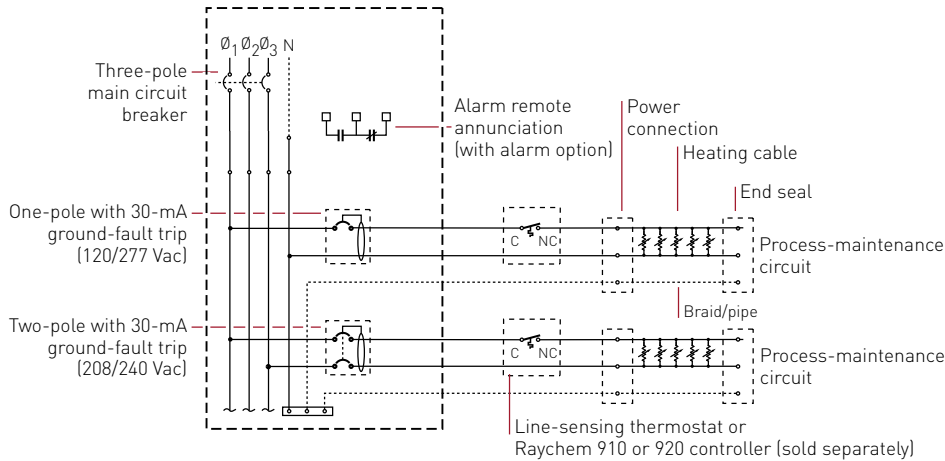 Ø1 Ø2 Ø3 N
Three-pole
main circuit
breaker
Alarm remote
annunciation
(with alarm option)
Power
connection
Heating cable
End seal
One-pole with 30-mA
ground-fault trip
(120/277 Vac)
C NC
Process-maintenance
circuit
Braid/pipe
Two-pole with 30-mA
ground-fault trip
(208/240 Vac)
C NC
Process-maintenance
circuit
Line-sensing thermostat or
Raychem 910 or 920 controller (sold separately)